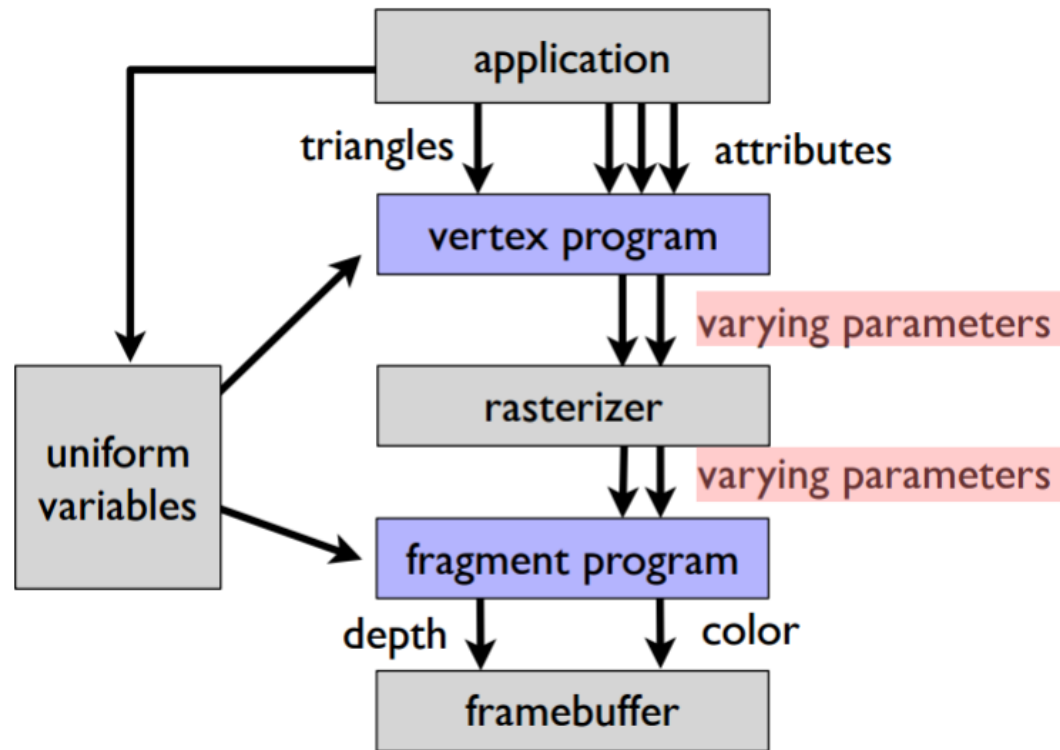 application
triangles
attributes
vertex program
varying parameters
rasterizer
uniform
variables
varying parameters
fragment program
depth
color
framebuffer